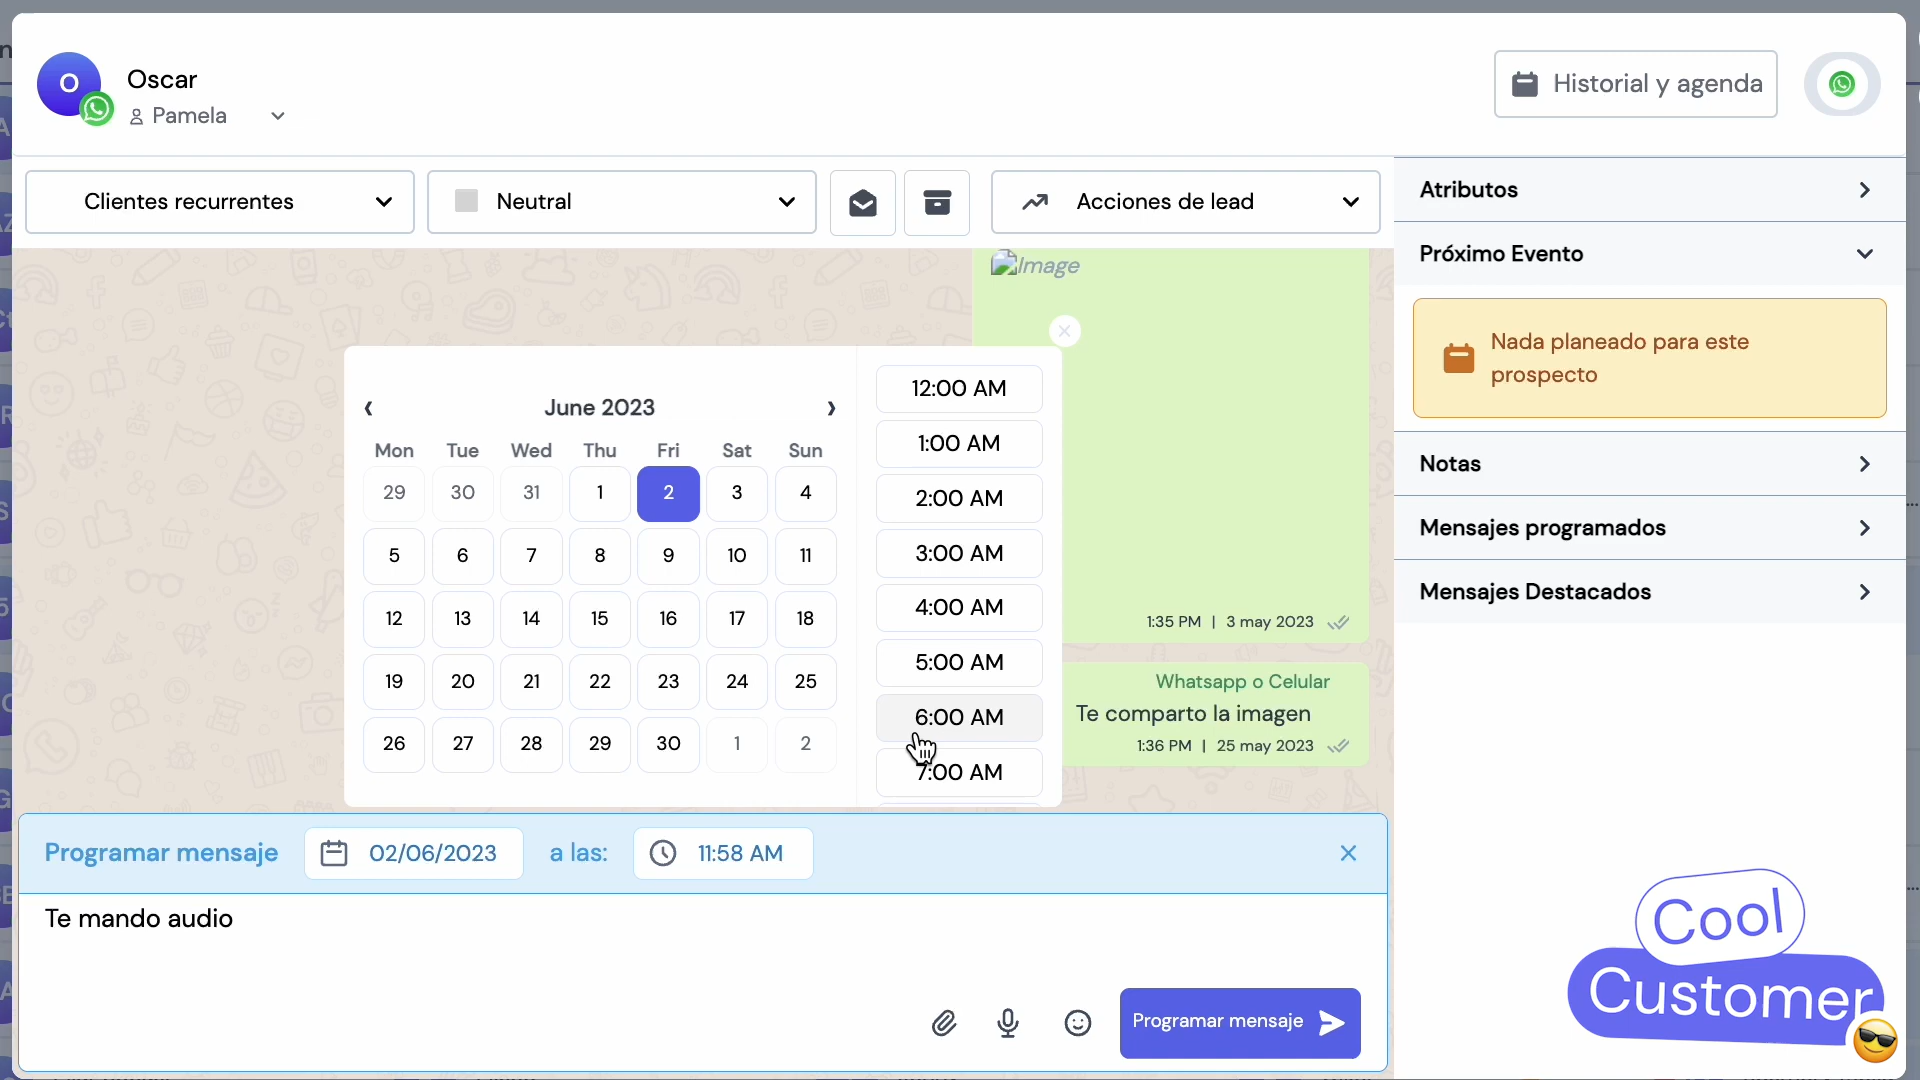 O
Oscar
Pamela
Historial y agenda
Clientes recurrentes
Neutral
Acciones de lead
Atributos
Próximo Evento
Nada planeado para este
prospecto
Notas
Mensajes programados
Mensajes Destacados
Image
1:35 PM | 3 may 2023
Whatsapp o Celular
Te comparto la imagen
1:36 PM | 25 may 2023
June 2023
Mon Tue Wed Thu Fri Sat Sun
29 30 31 1 2 3 4
5 6 7 8 9 10 11
12 13 14 15 16 17 18
19 20 21 22 23 24 25
26 27 28 29 30 1 2
12:00 AM
1:00 AM
2:00 AM
3:00 AM
4:00 AM
5:00 AM
6:00 AM
7:00 AM
Programar mensaje 02/06/2023 a las: 11:58 AM
Te mando audio
Programar mensaje
Cool
Customer